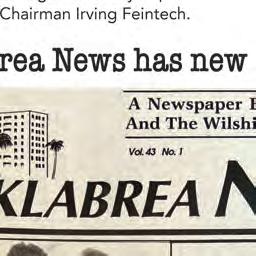 Chairman Irving Feintech.
rea News has new
A Newspaper
And The Wilshi
Vol. 43 No. 1
KLABREA N